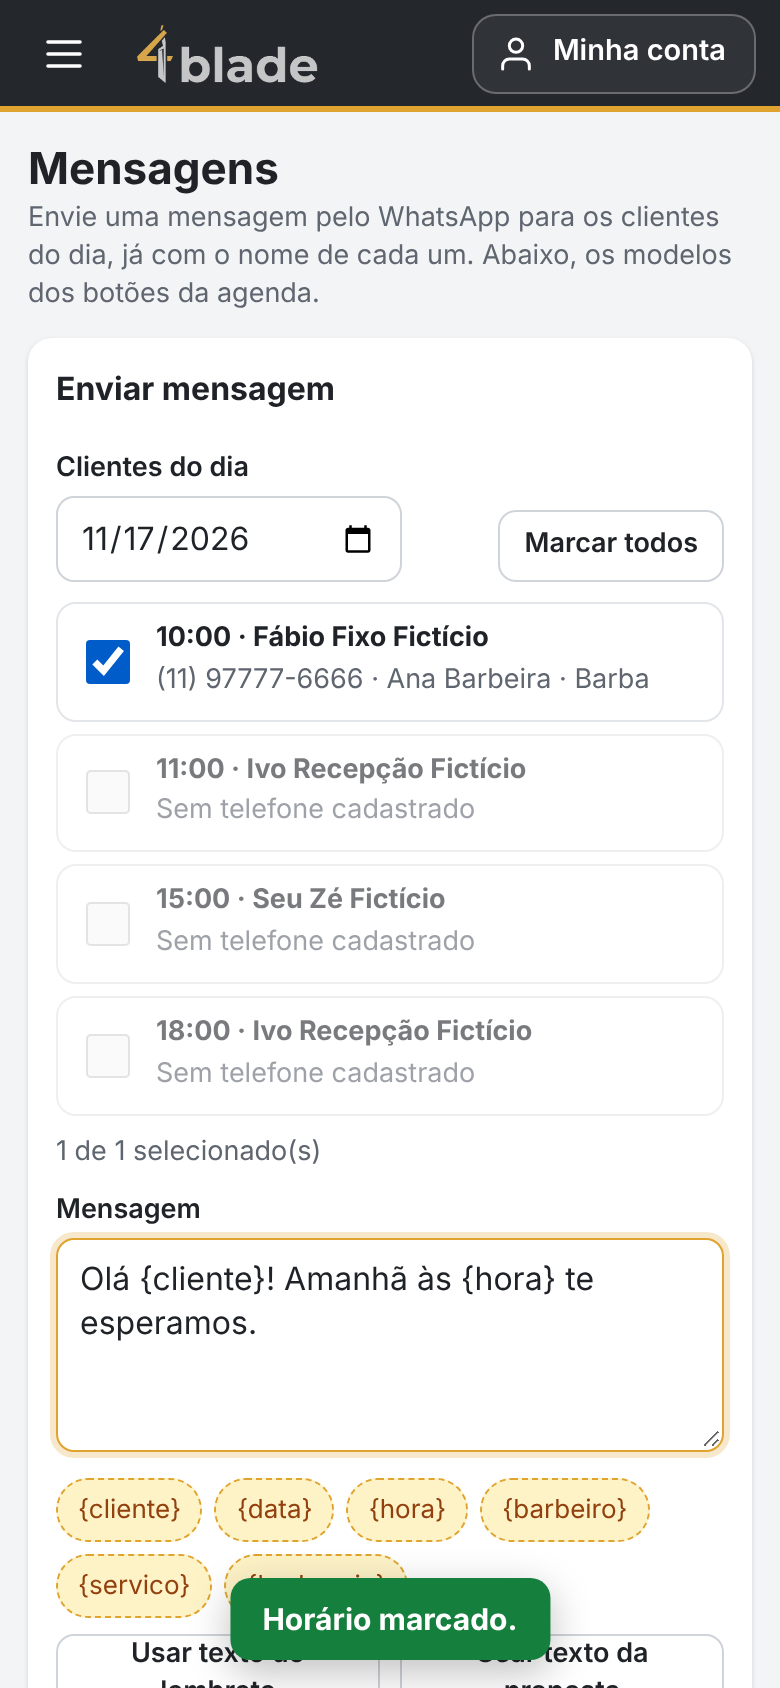 4blade
Minha conta
Mensagens
Envie uma mensagem pelo WhatsApp para os clientes
do dia, já com o nome de cada um. Abaixo, os modelos
dos botões da agenda.
Enviar mensagem
Clientes do dia
11/17/2026
Marcar todos
10:00 · Fábio Fixo Fictício
(11) 97777-6666 · Ana Barbeira · Barba
11:00 · Ivo Recepção Fictício
Sem telefone cadastrado
15:00 · Seu Zé Fictício
Sem telefone cadastrado
18:00 · Ivo Recepção Fictício
Sem telefone cadastrado
1 de 1 selecionado(s)
Mensagem
Olá {cliente}! Amanhã às {hora} te
esperamos.
{cliente} {data} {hora} {barbeiro}
{servico}
Horário marcado.
Usar texto
texto da